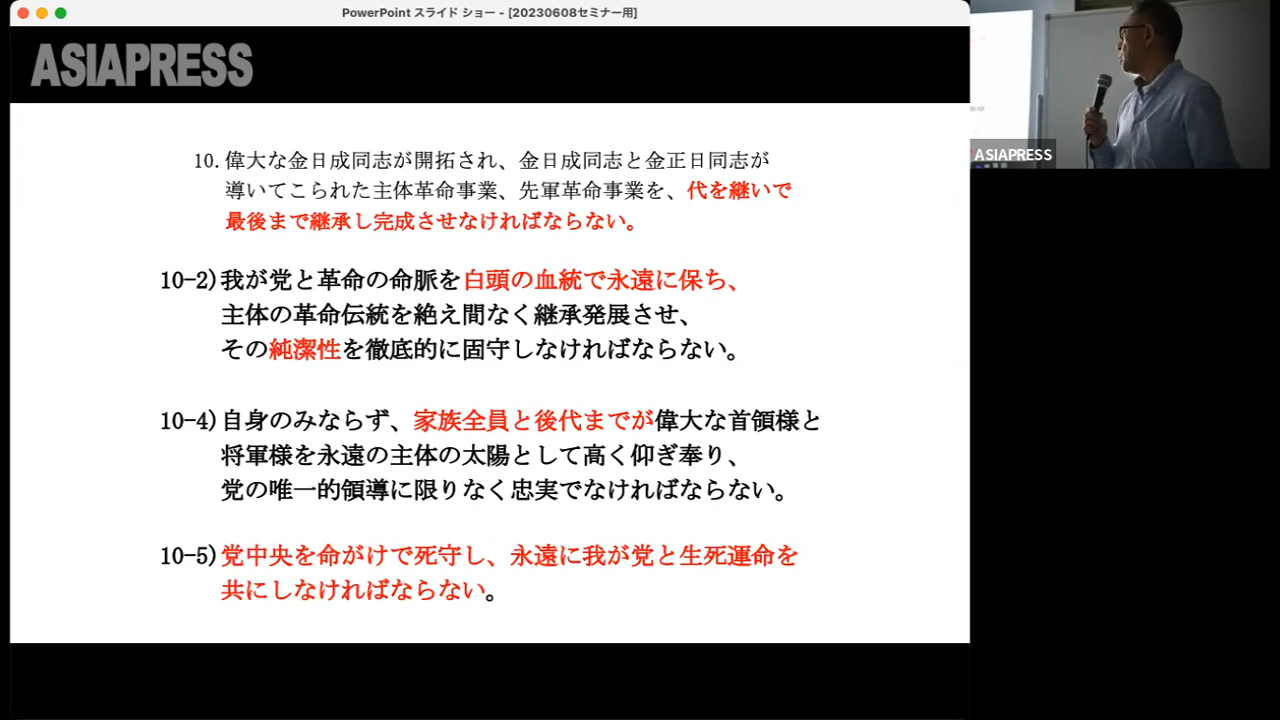 PowerPoint スライド ショー - [20230608セミナー用]
ASIAPRESS
10. 偉大な金日成同志が開拓され、金日成同志と金正日同志が
導いてこられた主体革命事業、先軍革命事業を、代を継いで
最後まで継承し完成させなければならない。
10-2) 我が党と革命の命脈を白頭の血統で永遠に保ち、
主体の革命伝統を絶え間なく継承発展させ、
その純潔性を徹底的に固守しなければならない。
10-4) 自身のみならず、家族全員と後代までが偉大な首領様と
将軍様を永遠の主体の太陽として高く仰ぎ奉り、
党の唯一的領導に限りなく忠実でなければならない。
10-5) 党中央を命がけで死守し、永遠に我が党と生死運命を
共にしなければならない。
ASIAPRESS